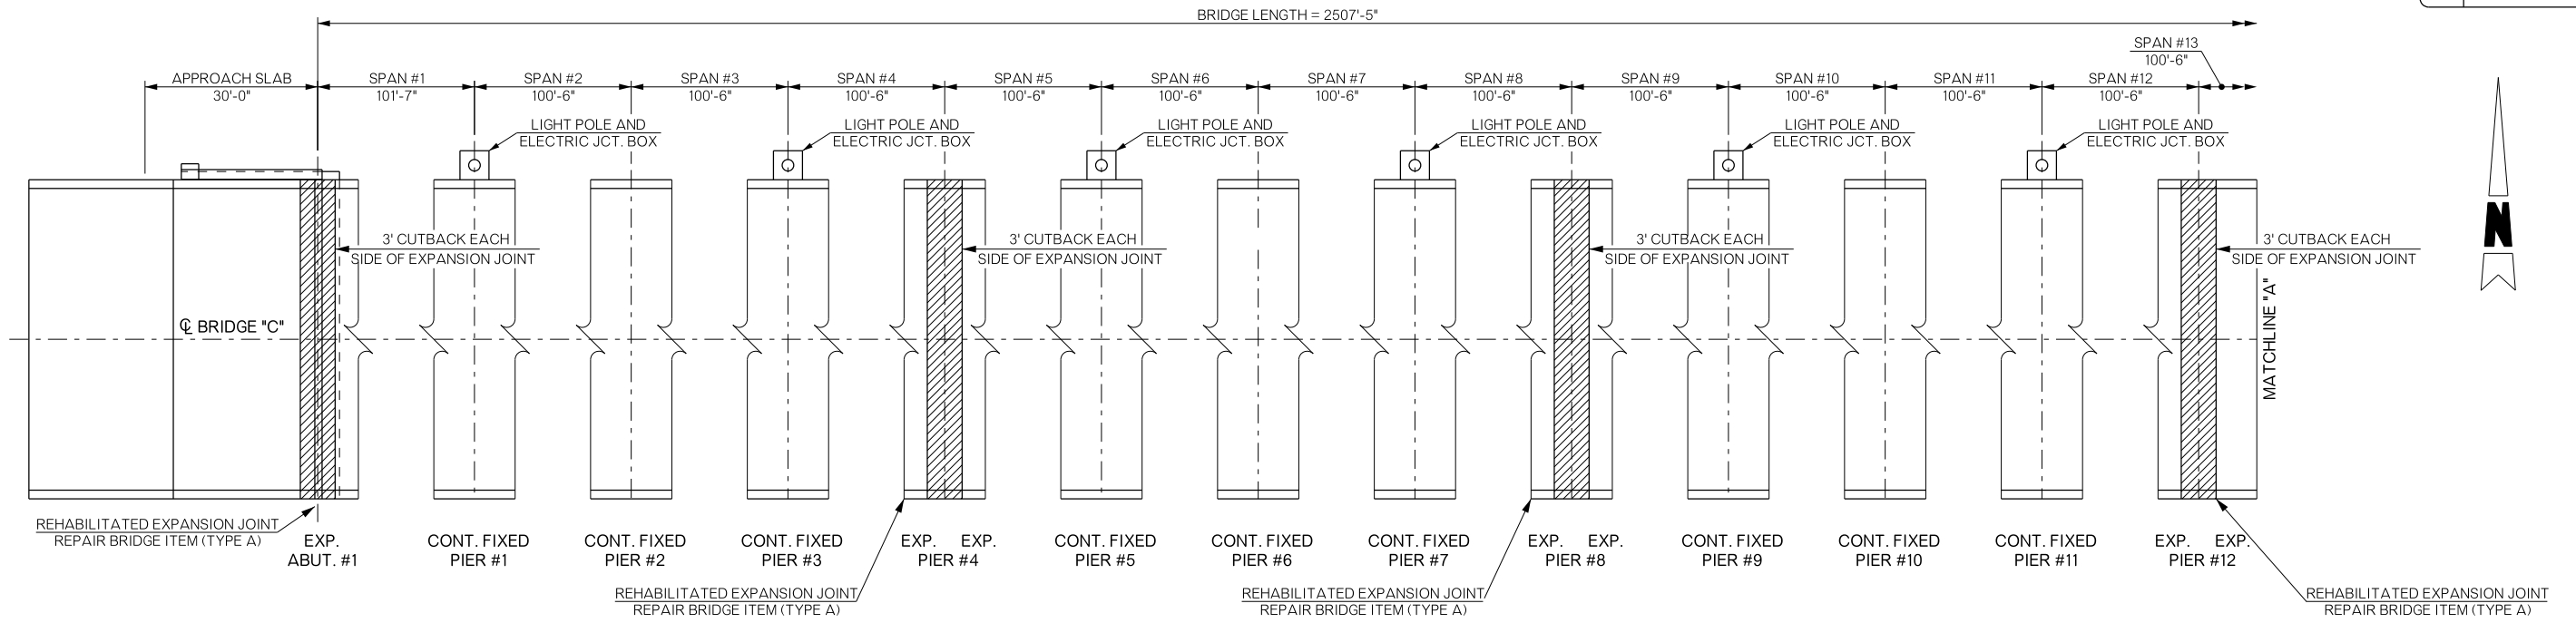 BRIDGE LENGTH = 2507'-5"
SPAN #13
100'-6"
APPROACH SLAB
30'-0"
SPAN #1
101'-7"
SPAN #2
100'-6"
SPAN #3
100'-6"
SPAN #4
100'-6"
SPAN #5
100'-6"
SPAN #6
100'-6"
SPAN #7
100'-6"
SPAN #8
100'-6"
SPAN #9
100'-6"
SPAN #10
100'-6"
SPAN #11
100'-6"
SPAN #12
100'-6"
LIGHT POLE AND
ELECTRIC JCT. BOX
LIGHT POLE AND
ELECTRIC JCT. BOX
LIGHT POLE AND
ELECTRIC JCT. BOX
LIGHT POLE AND
ELECTRIC JCT. BOX
LIGHT POLE AND
ELECTRIC JCT. BOX
LIGHT POLE AND
ELECTRIC JCT. BOX
N
3' CUTBACK EACH
SIDE OF EXPANSION JOINT
3' CUTBACK EACH
SIDE OF EXPANSION JOINT
3' CUTBACK EACH
SIDE OF EXPANSION JOINT
3' CUTBACK EACH
SIDE OF EXPANSION JOINT
℄ BRIDGE "C"
MATCHLINE "A"
REHABILITATED EXPANSION JOINT
REPAIR BRIDGE ITEM (TYPE A)
EXP.
ABUT. #1
CONT. FIXED
PIER #1
CONT. FIXED
PIER #2
CONT. FIXED
PIER #3
EXP. EXP.
PIER #4
CONT. FIXED
PIER #5
CONT. FIXED
PIER #6
CONT. FIXED
PIER #7
EXP. EXP.
PIER #8
CONT. FIXED
PIER #9
CONT. FIXED
PIER #10
CONT. FIXED
PIER #11
EXP. EXP.
PIER #12
REHABILITATED EXPANSION JOINT
REPAIR BRIDGE ITEM (TYPE A)
REHABILITATED EXPANSION JOINT
REPAIR BRIDGE ITEM (TYPE A)
REHABILITATED EXPANSION JOINT
REPAIR BRIDGE ITEM (TYPE A)